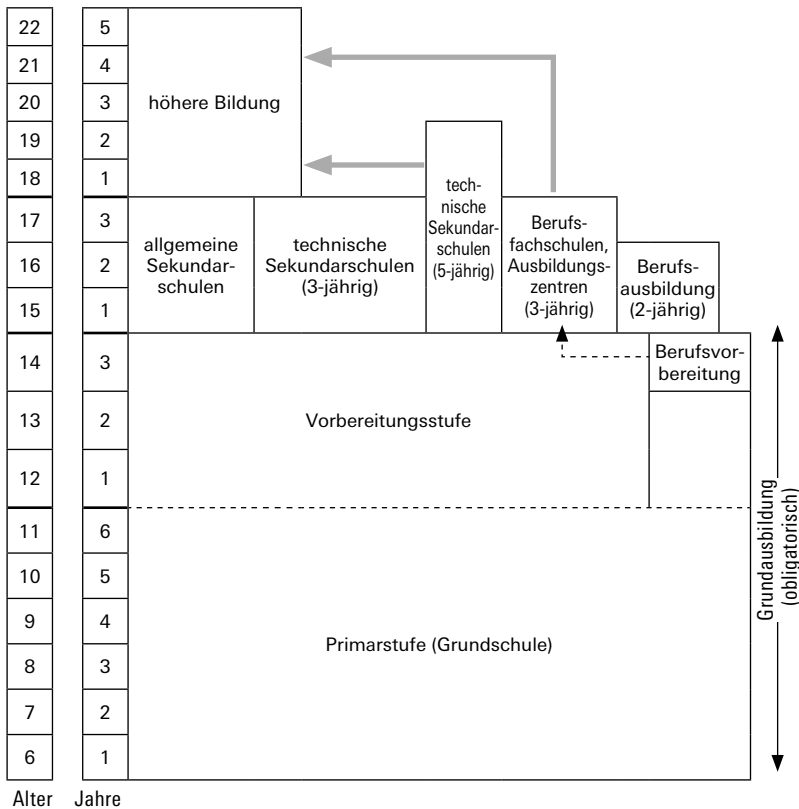 22 5
21 4
20 3
19 2
18 1
höhere Bildung
17 3
16 2
15 1
allgemeine
Sekundar-
schulen
technische
Sekundarschulen
(3-jährig)
tech-
nische
Sekundar-
schulen
(5-jährig)
Berufs-
fachschulen,
Ausbildungs-
zentren
(3-jährig)
Berufs-
ausbildung
(2-jährig)
14 3
13 2
12 1
Vorbereitungsstufe
Berufsvor-
bereitung
11 6
10 5
9 4
8 3
7 2
6 1
Primarstufe (Grundschule)
Grundausbildung
(obligatorisch)
Alter Jahre